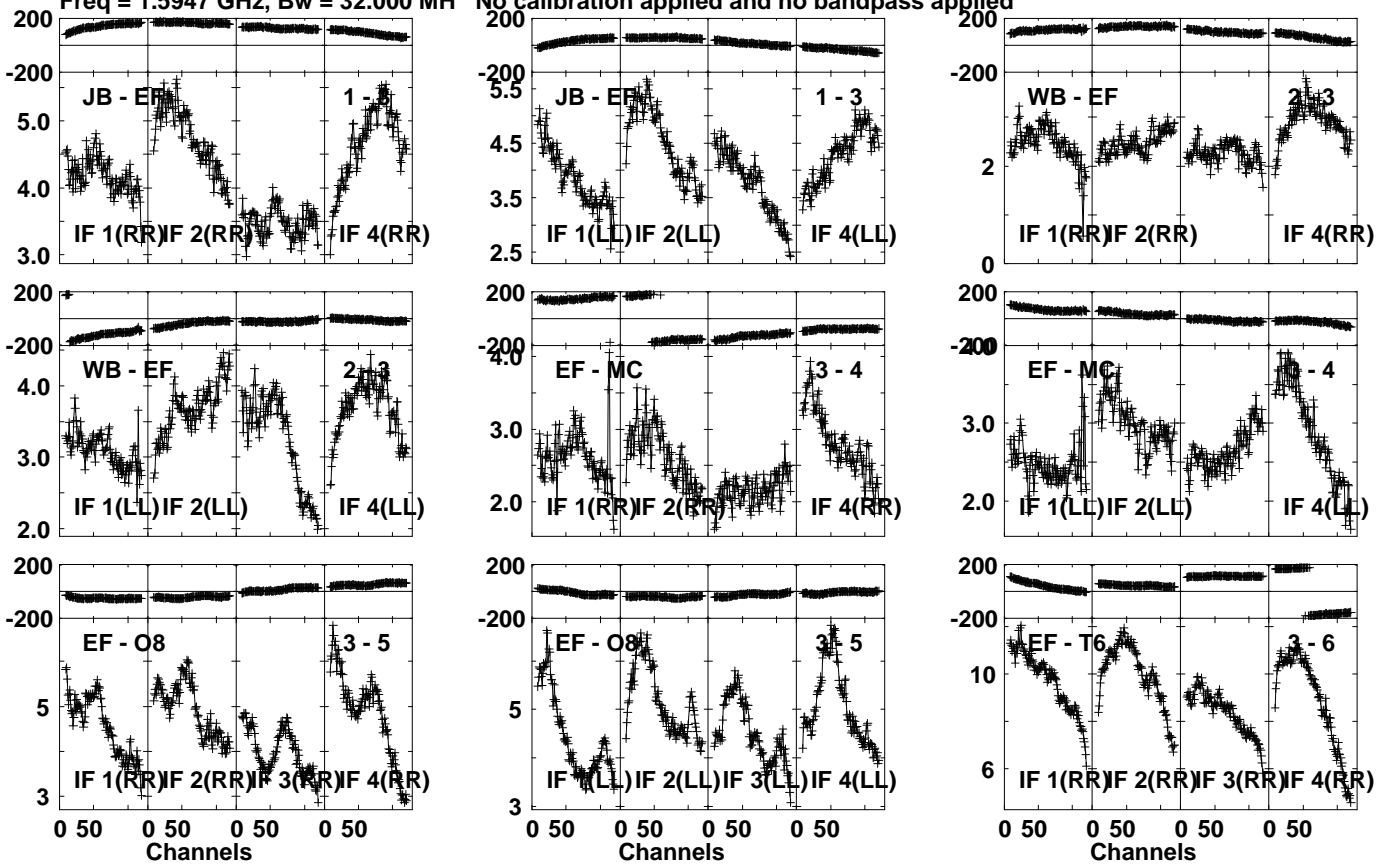 Freq = 1.5947 GHz, Bw = 32.000 MH No calibration applied and no bandpass applied
200
-200
JB - EF
1 - 3
5.0
4.0
3.0
IF 1(RR)
IF 2(RR)
IF 4(RR)
200
-200
5.5
JB - EF
1 - 3
4.5
3.5
2.5
IF 1(LL)
IF 2(LL)
IF 4(LL)
200
-200
WB - EF
2 - 3
2
0
IF 1(RR)
IF 2(RR)
IF 4(RR)
200
-200
WB - EF
2 - 3
4.0
3.0
2.0
IF 1(LL)
IF 2(LL)
IF 4(LL)
200
-200
4.0
EF - MC
3 - 4
3.0
2.0
IF 1(RR)
IF 2(RR)
IF 4(RR)
200
-200
4.0
EF - MC
3 - 4
3.0
2.0
IF 1(LL)
IF 2(LL)
IF 4(LL)
200
-200
EF - O8
3 - 5
5
3
IF 1(RR)
IF 2(RR)
IF 3(RR)
IF 4(RR)
0 50 0 50 0 50 0 50
Channels
200
-200
EF - O8
3 - 5
5
3
IF 1(LL)
IF 2(LL)
IF 3(LL)
IF 4(LL)
0 50 0 50 0 50 0 50
Channels
200
-200
EF - T6
3 - 6
10
6
IF 1(RR)
IF 2(RR)
IF 3(RR)
IF 4(RR)
0 50 0 50 0 50 0 50
Channels